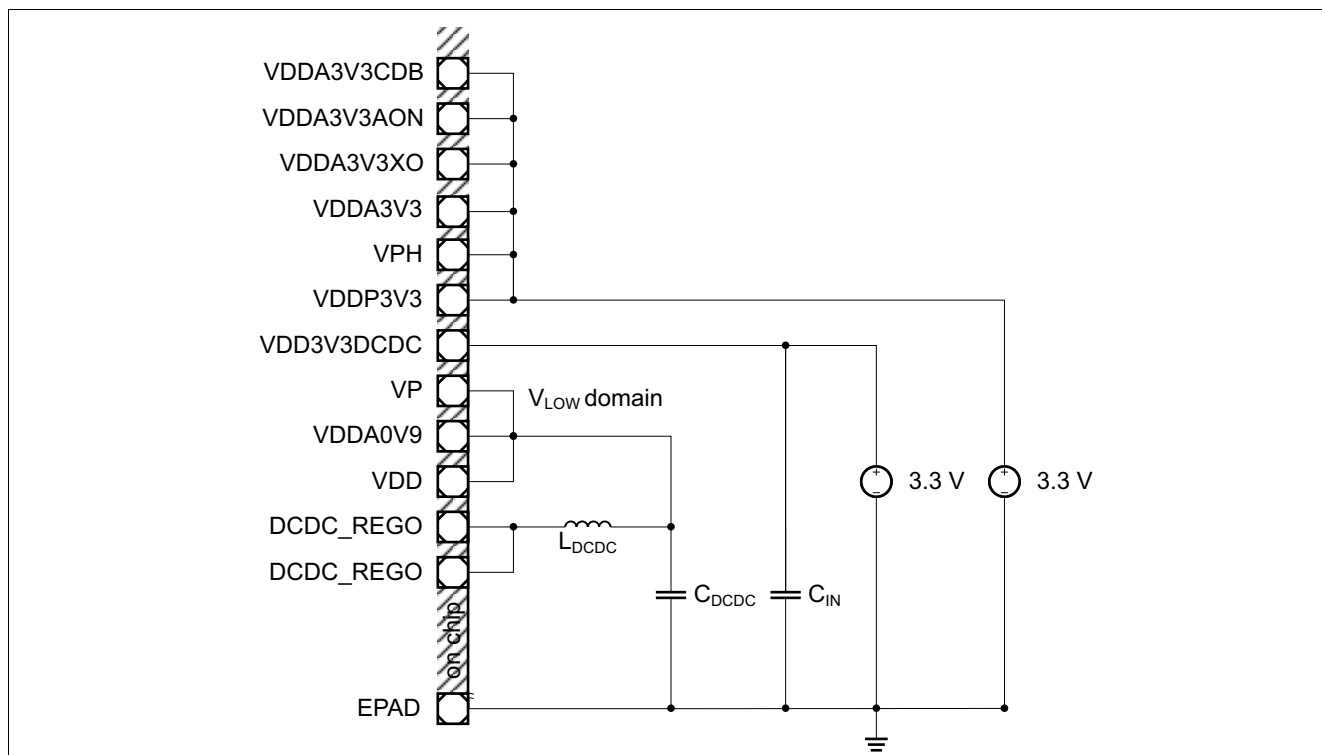 VDDA3V3CDB
VDDA3V3AON
VDDA3V3XO
VDDA3V3
VPH
VDDP3V3
VDD3V3DCDC
VP
VLOW domain
VDDA0V9
VDD
3.3 V
3.3 V
DCDC_REGO
LDCDC
DCDC_REGO
CDCDC
CIN
on chip
EPAD